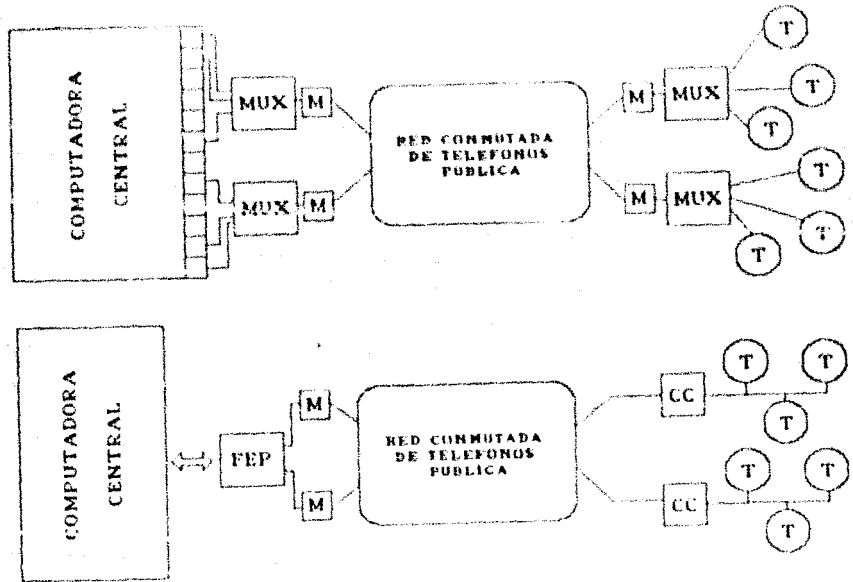 COMPUTADORA
CENTRAL
MUX
M
MUX
M
RED CONMUTADA
DE TELEFONOS
PUBLICA
M
MUX
M
MUX
T
T
T
T
T
T
COMPUTADORA
CENTRAL
FEP
M
M
RED CONMUTADA
DE TELEFONOS
PUBLICA
CC
CC
T
T
T
T
T
T